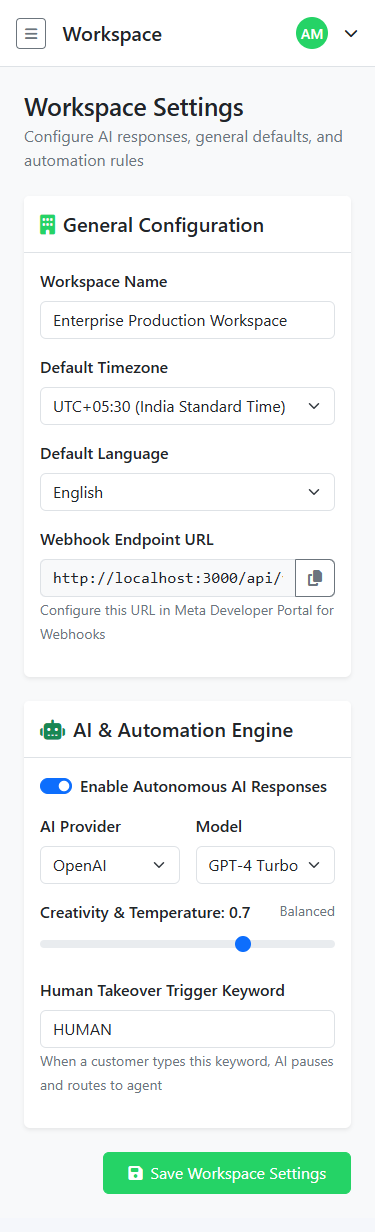 Workspace
AM
Workspace Settings
Configure AI responses, general defaults, and
automation rules
General Configuration
Workspace Name
Enterprise Production Workspace
Default Timezone
UTC+05:30 (India Standard Time)
Default Language
English
Webhook Endpoint URL
http://localhost:3000/api/
Configure this URL in Meta Developer Portal for
Webhooks
AI & Automation Engine
Enable Autonomous AI Responses
AI Provider Model
OpenAI GPT-4 Turbo
Creativity & Temperature: 0.7 Balanced
Human Takeover Trigger Keyword
HUMAN
When a customer types this keyword, AI pauses
and routes to agent
Save Workspace Settings